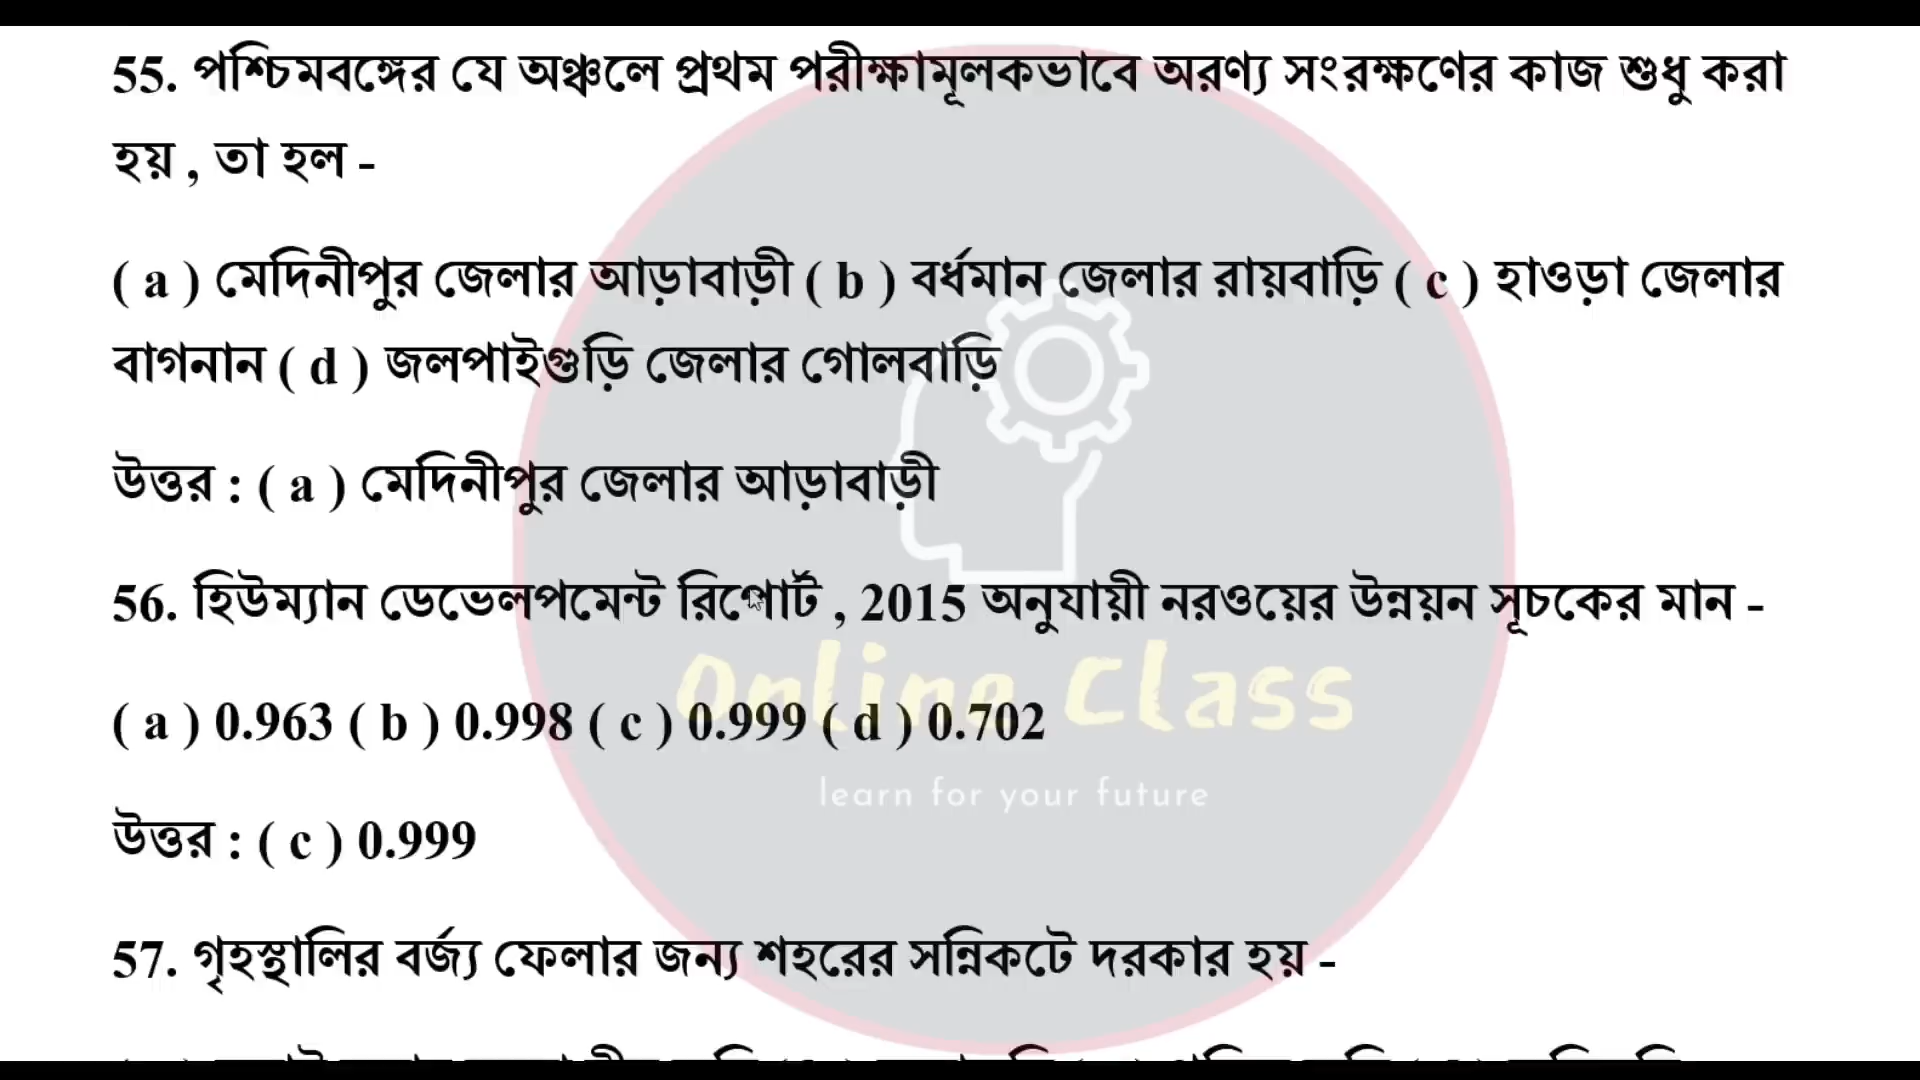 55. পশ্চিমবঙ্গের যে অঞ্চলে প্রথম পরীক্ষামূলকভাবে অরণ্য সংরক্ষণের কাজ শুধু করা
হয় , তা হল -
( a ) মেদিনীপুর জেলার আড়াবাড়ী ( b ) বর্ধমান জেলার রায়বাড়ি ( c ) হাওড়া জেলার
বাগনান ( d ) জলপাইগুড়ি জেলার গোলবাড়ি
উত্তর : ( a ) মেদিনীপুর জেলার আড়াবাড়ী
56. হিউম্যান ডেভেলপমেন্ট রিপোর্ট , 2015 অনুযায়ী নরওয়ের উন্নয়ন সূচকের মান -
Online Class
( a ) 0.963 ( b ) 0.998 ( c ) 0.999 ( d ) 0.702
learn for your future
উত্তর : ( c ) 0.999
57. গৃহস্থালির বর্জ্য ফেলার জন্য শহরের সন্নিকটে দরকার হয় -